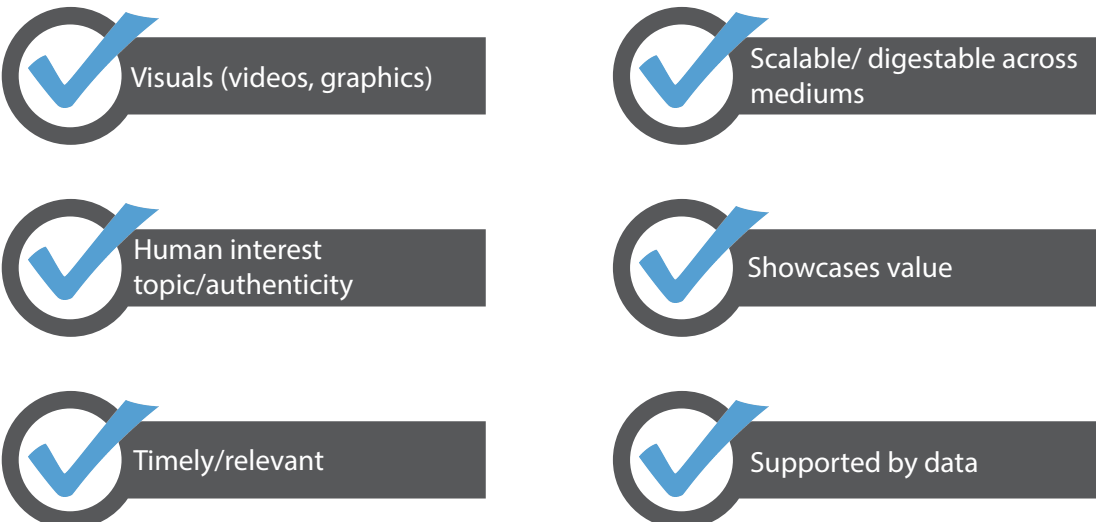 Visuals (videos, graphics)
Scalable/ digestable across
mediums
Human interest
topic/authenticity
Showcases value
Timely/relevant
Supported by data